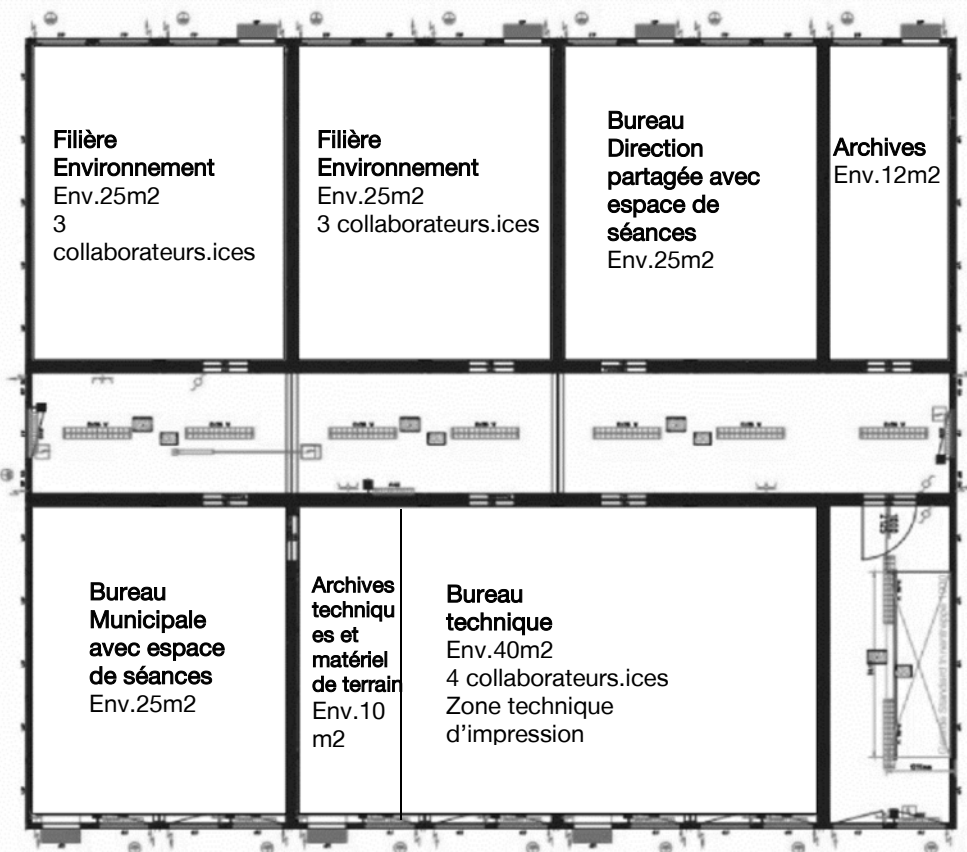 Filière
Environnement
Env.25m2
3
collaborateurs.ices
Filière
Environnement
Env.25m2
3 collaborateurs.ices
Bureau
Direction
partagée avec
espace de
séances
Env.25m2
Archives
Env.12m2
Bureau
Municipale
avec espace
de séances
Env.25m2
Archives
techniqu
es et
matériel
de terrain
Env.10
m2
Bureau
technique
Env.40m2
4 collaborateurs.ices
Zone technique
d'impression